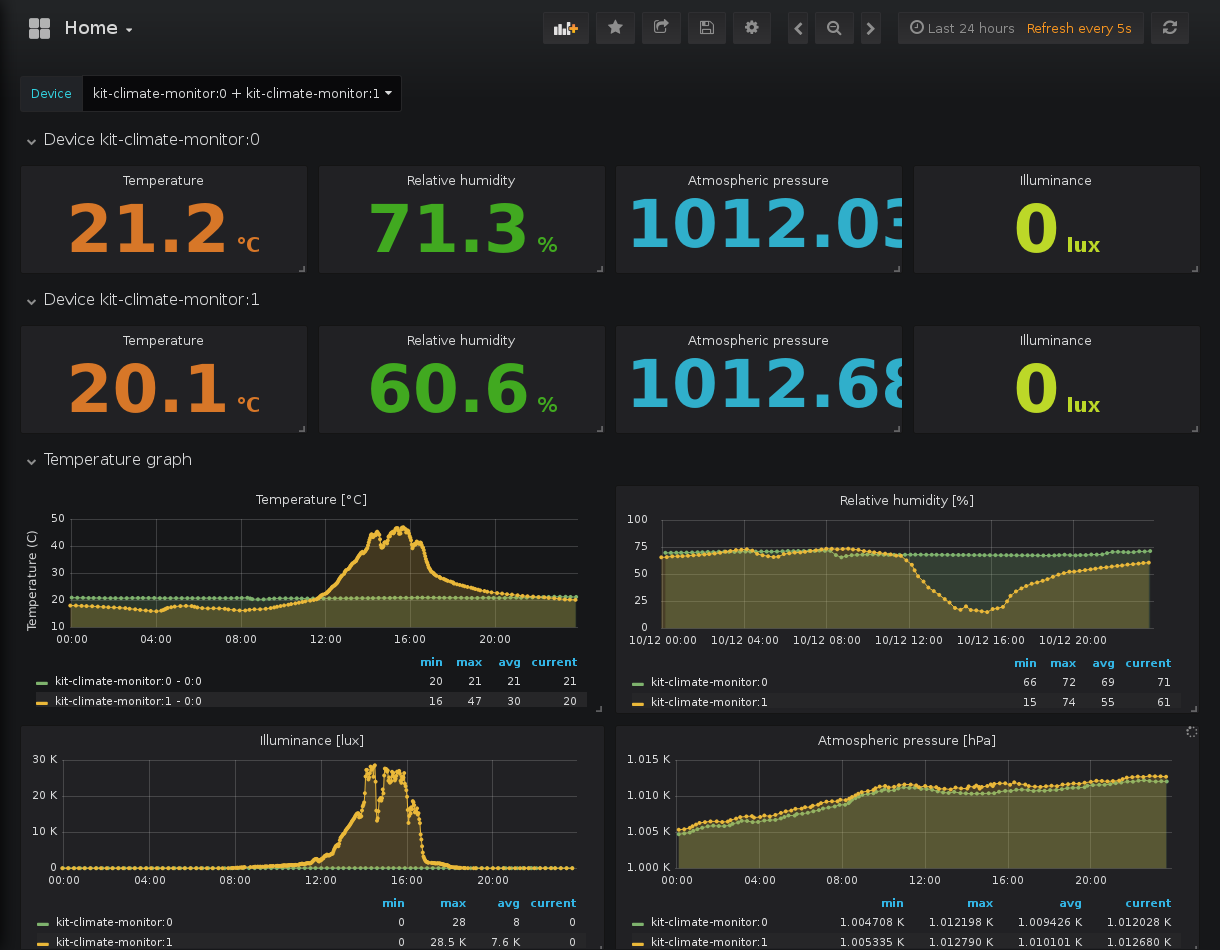 Home
Last 24 hours Refresh every 5s
Device kit-climate-monitor:0 + kit-climate-monitor:1
Device kit-climate-monitor:0
Temperature Relative humidity Atmospheric pressure Illuminance
21.2 °C 71.3 % 1012.03 0 lux
Device kit-climate-monitor:1
Temperature Relative humidity Atmospheric pressure Illuminance
20.1 °C 60.6 % 1012.68 0 lux
Temperature graph
Temperature [°C]
Temperature (C)
50
40
30
20
10
00:00 04:00 08:00 12:00 16:00 20:00
min max avg current
kit-climate-monitor:0 - 0:0 20 21 21 21
kit-climate-monitor:1 - 0:0 16 47 30 20
Relative humidity [%]
100
75
50
25
0
10/12 00:00 10/12 04:00 10/12 08:00 10/12 12:00 10/12 16:00 10/12 20:00
min max avg current
kit-climate-monitor:0 66 72 69 71
kit-climate-monitor:1 15 74 55 61
Illuminance [lux]
30 K
20 K
10 K
0
00:00 04:00 08:00 12:00 16:00 20:00
min max avg current
kit-climate-monitor:0 0 28 8 0
kit-climate-monitor:1 0 28.5 K 7.6 K 0
Atmospheric pressure [hPa]
1.015 K
1.010 K
1.005 K
1.000 K
00:00 04:00 08:00 12:00 16:00 20:00
min max avg current
kit-climate-monitor:0 1.004708 K 1.012198 K 1.009426 K 1.012028 K
kit-climate-monitor:1 1.005335 K 1.012790 K 1.010101 K 1.012680 K